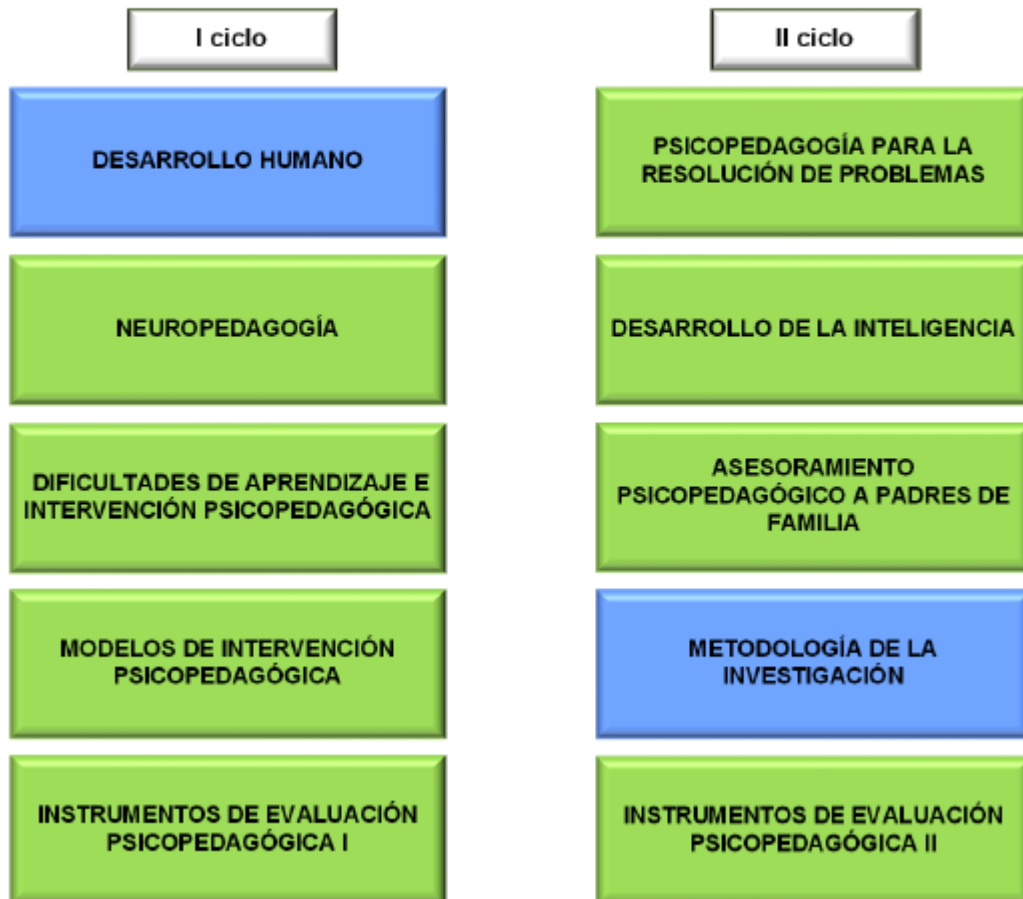 I ciclo
DESARROLLO HUMANO
NEUROPEDAGOGÍA
DIFICULTADES DE APRENDIZAJE E
INTERVENCIÓN PSICOPEDAGÓGICA
MODELOS DE INTERVENCIÓN
PSICOPEDAGÓGICA
INSTRUMENTOS DE EVALUACIÓN
PSICOPEDAGÓGICA I
II ciclo
PSICOPEDAGOGÍA PARA LA
RESOLUCIÓN DE PROBLEMAS
DESARROLLO DE LA INTELIGENCIA
ASESORAMIENTO
PSICOPEDAGÓGICO A PADRES DE
FAMILIA
METODOLOGÍA DE LA
INVESTIGACIÓN
INSTRUMENTOS DE EVALUACIÓN
PSICOPEDAGÓGICA II